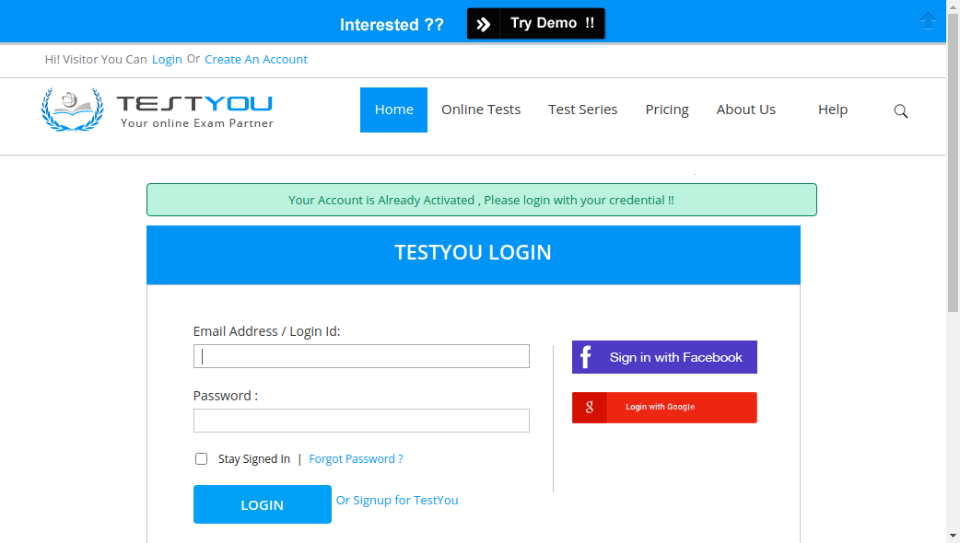 Interested ?? Try Demo !!
Hi! Visitor You Can Login Or Create An Account
TESTYOU
Your online Exam Partner
Home Online Tests Test Series Pricing About Us Help
Your Account is Already Activated , Please login with your credential !!
TESTYOU LOGIN
Email Address / Login Id:
Password :
Stay Signed In | Forgot Password ?
LOGIN Or Signup for TestYou
f Sign in with Facebook
g Login with Google